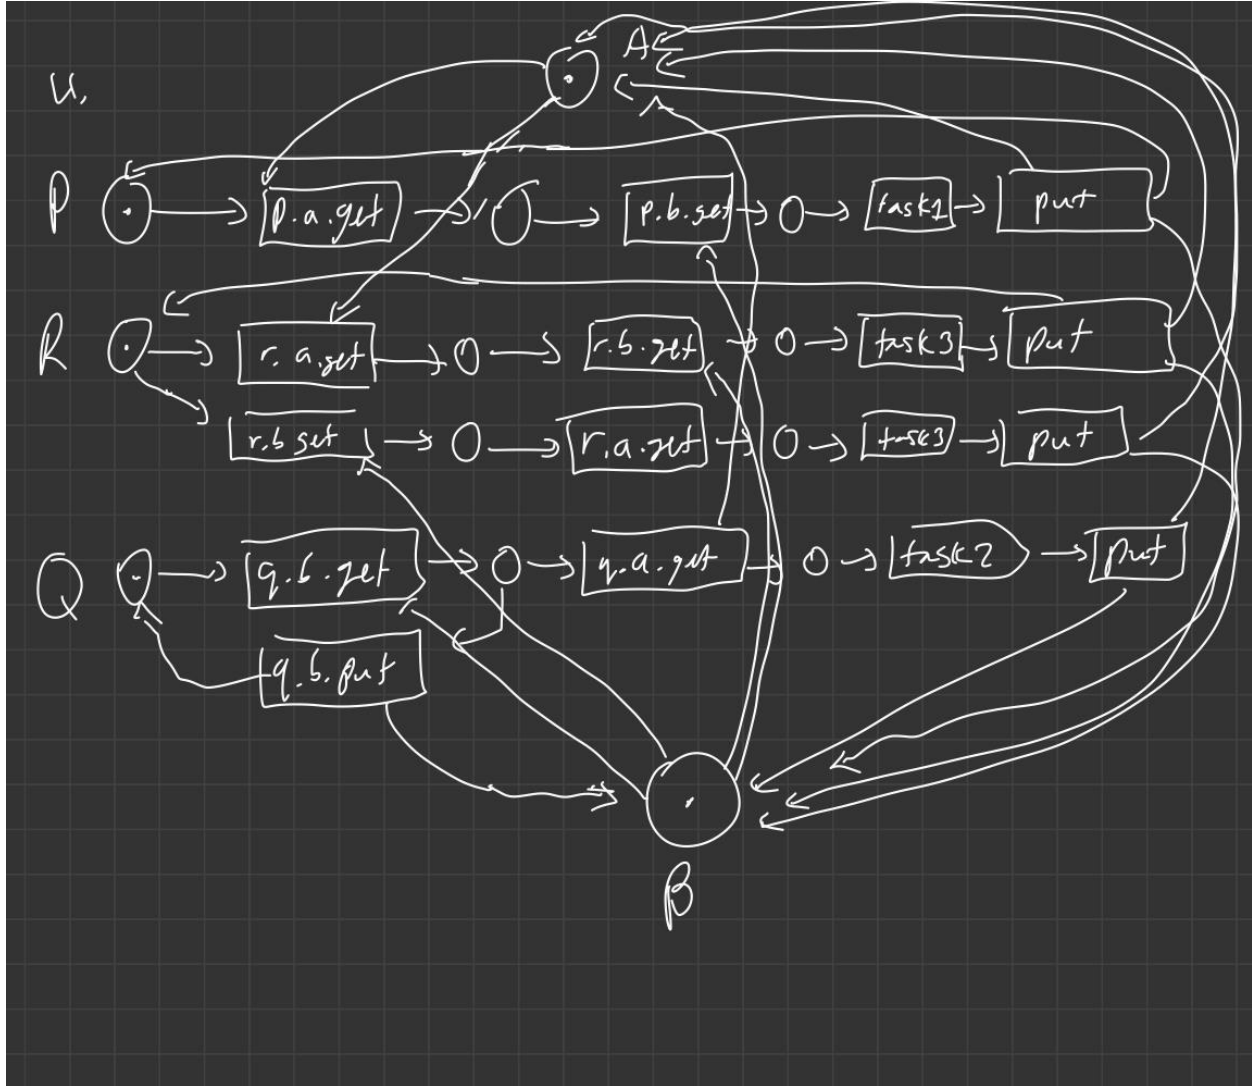 u.
A
P p.a.get p.b.get task1 put
R r.a.get r.b.get task3 put
r.b get r.a.get task3 put
Q q.b.get q.a.get task2 put
q.b.put
B